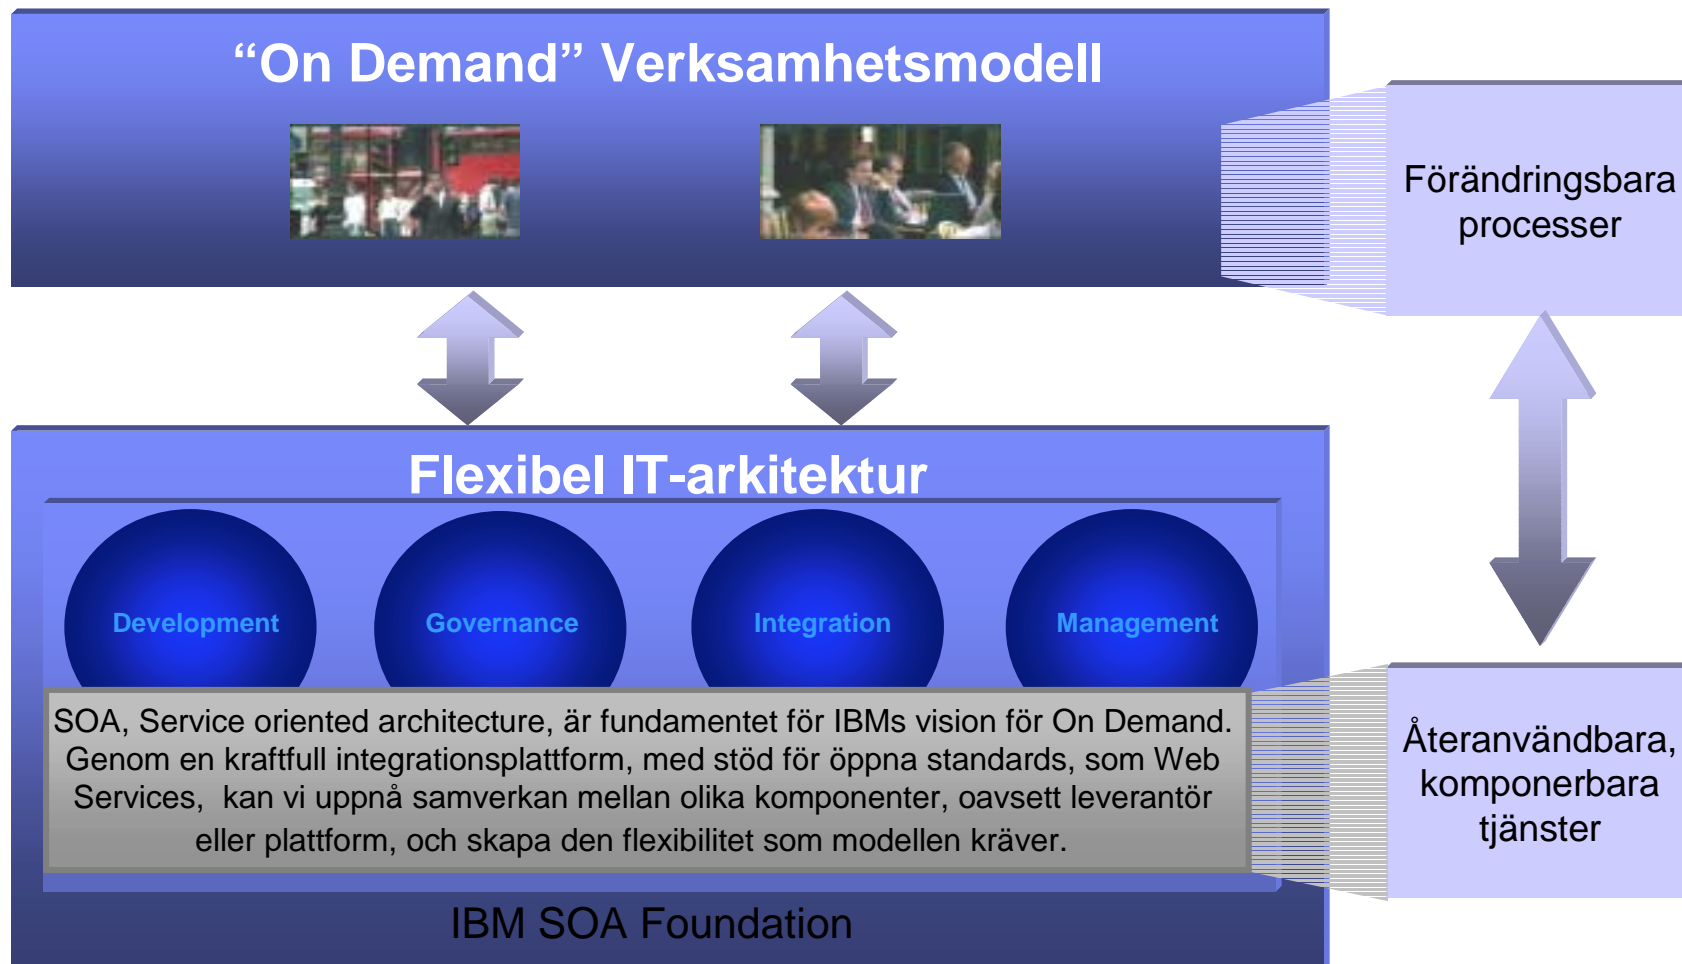 “On Demand” Verksamhetsmodell
Förändringsbara
processer
Flexibel IT-arkitektur
Development
Governance
Integration
Management
SOA, Service oriented architecture, är fundamentet för IBMs vision för On Demand.
Genom en kraftfull integrationsplattform, med stöd för öppna standards, som Web
Services,  kan vi uppnå samverkan mellan olika komponenter, oavsett leverantör
eller plattform, och skapa den flexibilitet som modellen kräver.
Återanvändbara,
komponerbara
tjänster
IBM SOA Foundation